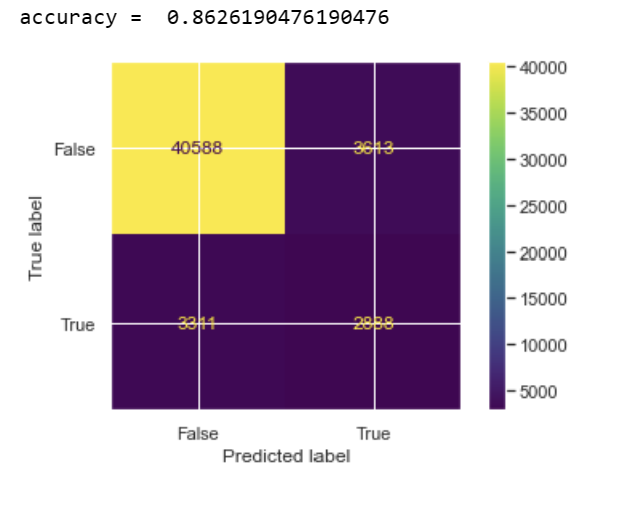 accuracy =  0.8626190476190476
40000
35000
30000
25000
20000
15000
10000
5000
True label
False
40588
3613
True
3311
2888
False
True
Predicted label